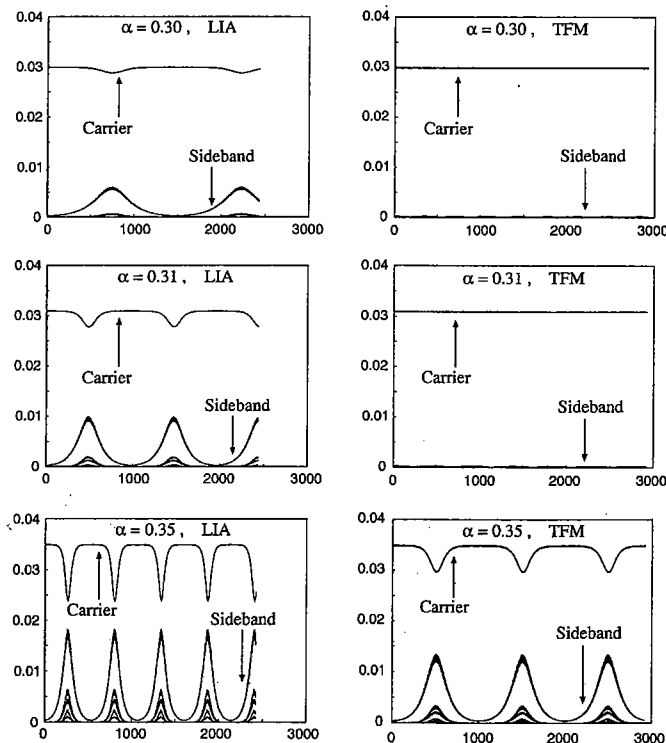 α = 0.30 , LIA
0.04
0.03
0.02
0.01
0
Carrier
Sideband
0 1000 2000 3000
α = 0.30 , TFM
0.04
0.03
0.02
0.01
0
Carrier
Sideband
0 1000 2000 3000
α = 0.31 , LIA
0.04
0.03
0.02
0.01
0
Carrier
Sideband
0 1000 2000 3000
α = 0.31 , TFM
0.04
0.03
0.02
0.01
0
Carrier
Sideband
0 1000 2000 3000
α = 0.35 , LIA
0.04
0.03
0.02
0.01
0
Carrier
Sideband
0 1000 2000 3000
α = 0.35 , TFM
0.04
0.03
0.02
0.01
0
Carrier
Sideband
0 1000 2000 3000